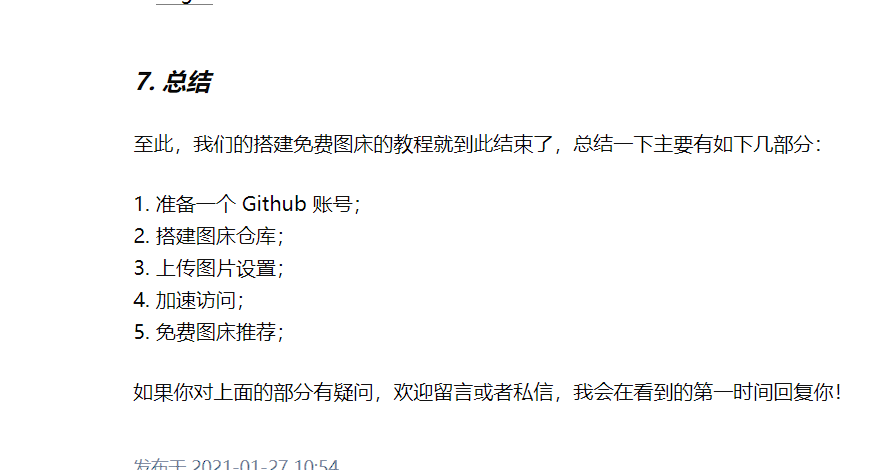 7. 总结
至此，我们的搭建免费图床的教程就到此结束了，总结一下主要有如下几部分：
1. 准备一个 Github 账号；
2. 搭建图床仓库；
3. 上传图片设置；
4. 加速访问；
5. 免费图床推荐；
如果你对上面的部分有疑问，欢迎留言或者私信，我会在看到的第一时间回复你！
发布于 2021-01-27 10:54